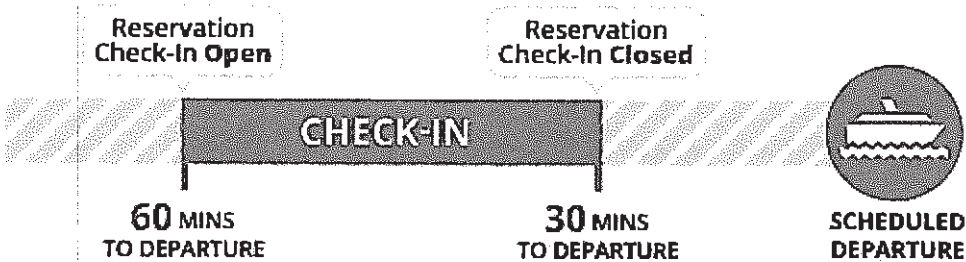 Reservation
Check-In Open
Reservation
Check-In Closed
CHECK-IN
60 MINS
TO DEPARTURE
30 MINS
TO DEPARTURE
SCHEDULED
DEPARTURE